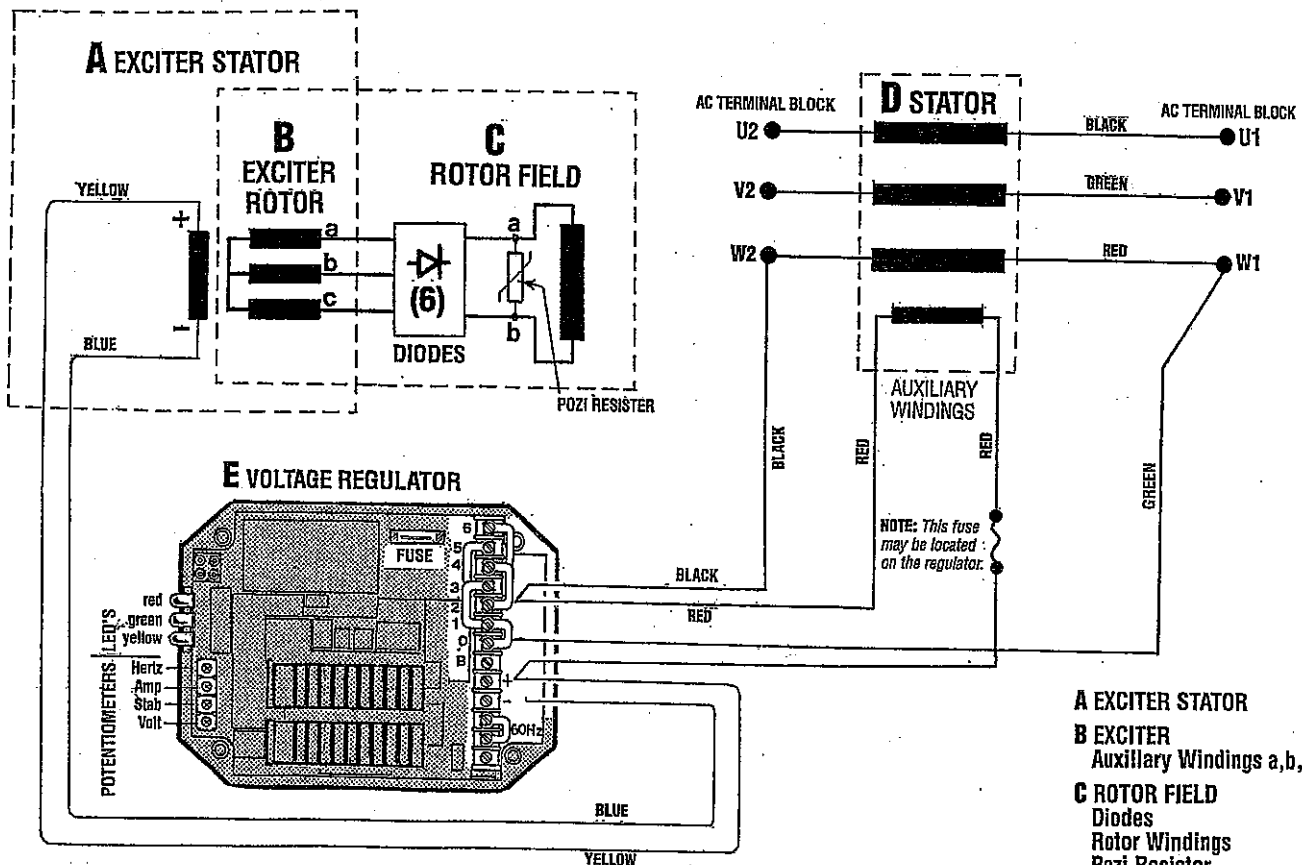 A EXCITER STATOR
B
EXCITER
ROTOR
C
ROTOR FIELD
YELLOW
+
-
BLUE
a
b
c
(6)
DIODES
a
b
POZI RESISTER
AC TERMINAL BLOCK
D STATOR
AC TERMINAL BLOCK
U2
BLACK
U1
V2
GREEN
V1
W2
RED
W1
AUXILIARY
WINDINGS
BLACK
RED
RED
GREEN
NOTE: This fuse
may be located
on the regulator.
E VOLTAGE REGULATOR
FUSE
6
5
4
3
2
1
0
B
+
-
60Hz
BLACK
RED
red
green
yellow
LED'S
Hertz
Amp
Stab
Volt
POTENTIOMETERS
BLUE
YELLOW
A EXCITER STATOR
B EXCITER
Auxillary Windings a,b,
C ROTOR FIELD
Diodes
Rotor Windings
Pozi Resistor